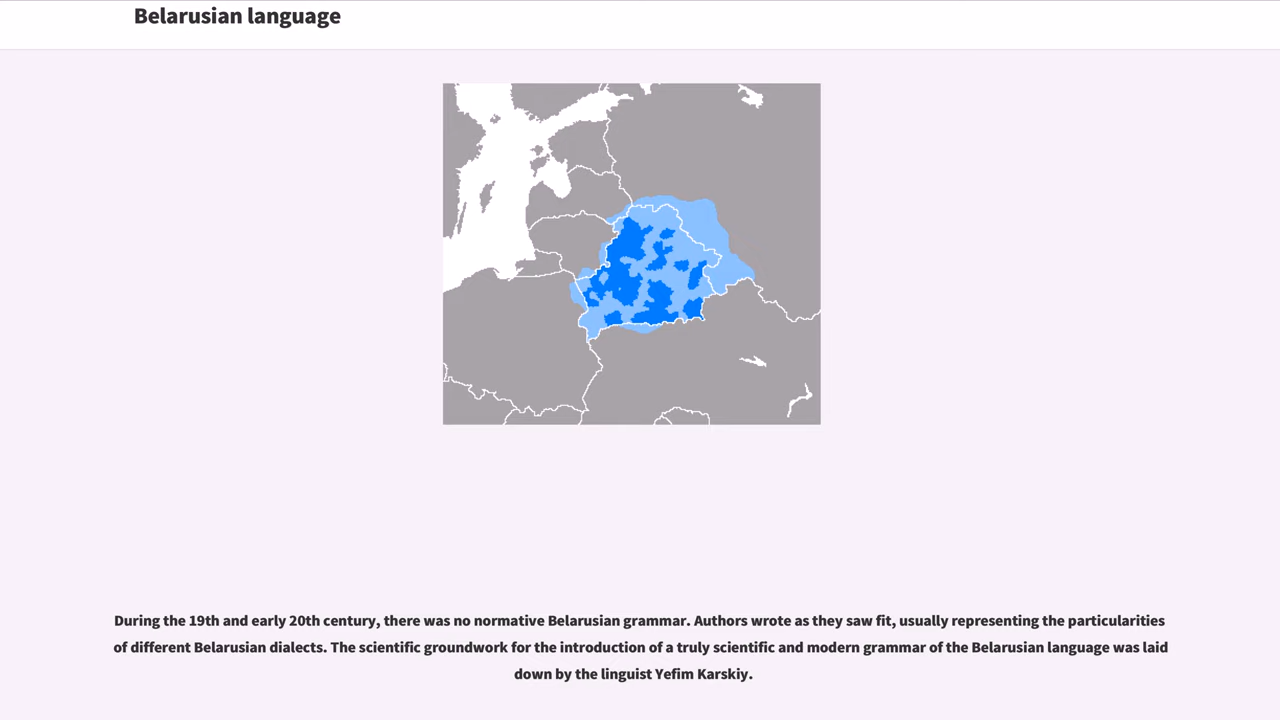 Belarusian language
During the 19th and early 20th century, there was no normative Belarusian grammar. Authors wrote as they saw fit, usually representing the particularities
of different Belarusian dialects. The scientific groundwork for the introduction of a truly scientific and modern grammar of the Belarusian language was laid
down by the linguist Yefim Karskiy.